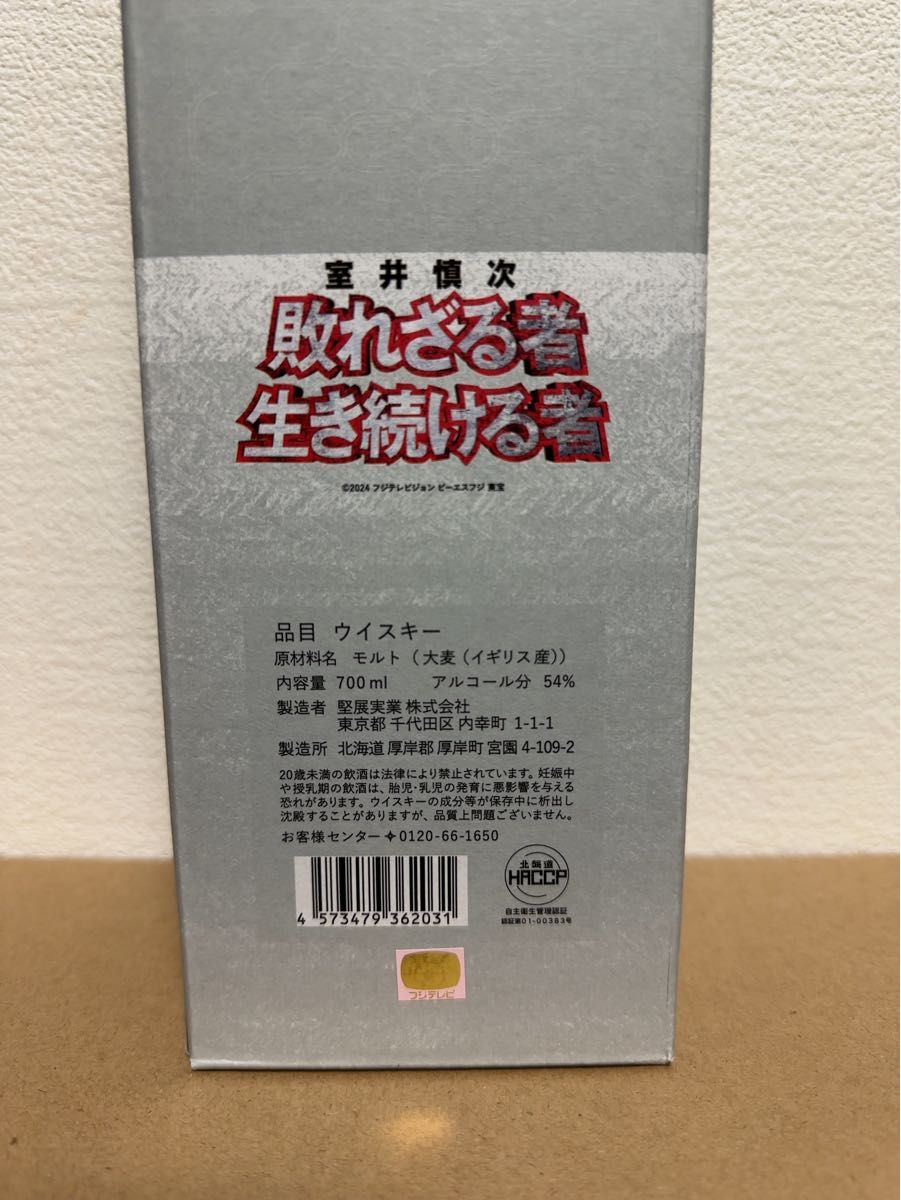 室井慎次
敗れざる者
生き続ける者
©2024 フジテレビジョン ビーエスフジ 東宝
品目 ウイスキー
原材料名 モルト（大麦（イギリス産））
内容量 700ml アルコール分 54%
製造者 堅展実業 株式会社
東京都 千代田区 内幸町 1-1-1
製造所 北海道 厚岸郡 厚岸町 宮園 4-109-2
20歳未満の飲酒は法律により禁止されています。妊娠中
や授乳期の飲酒は、胎児・乳児の発育に悪影響を与える
恐れがあります。ウイスキーの成分等が保存中に析出し
沈殿することがありますが、品質上問題ございません。
お客様センター✧0120-66-1650
4 573479 362031
北海道
HACCP
自主衛生管理認証
認証第01-00383号
フジテレビ